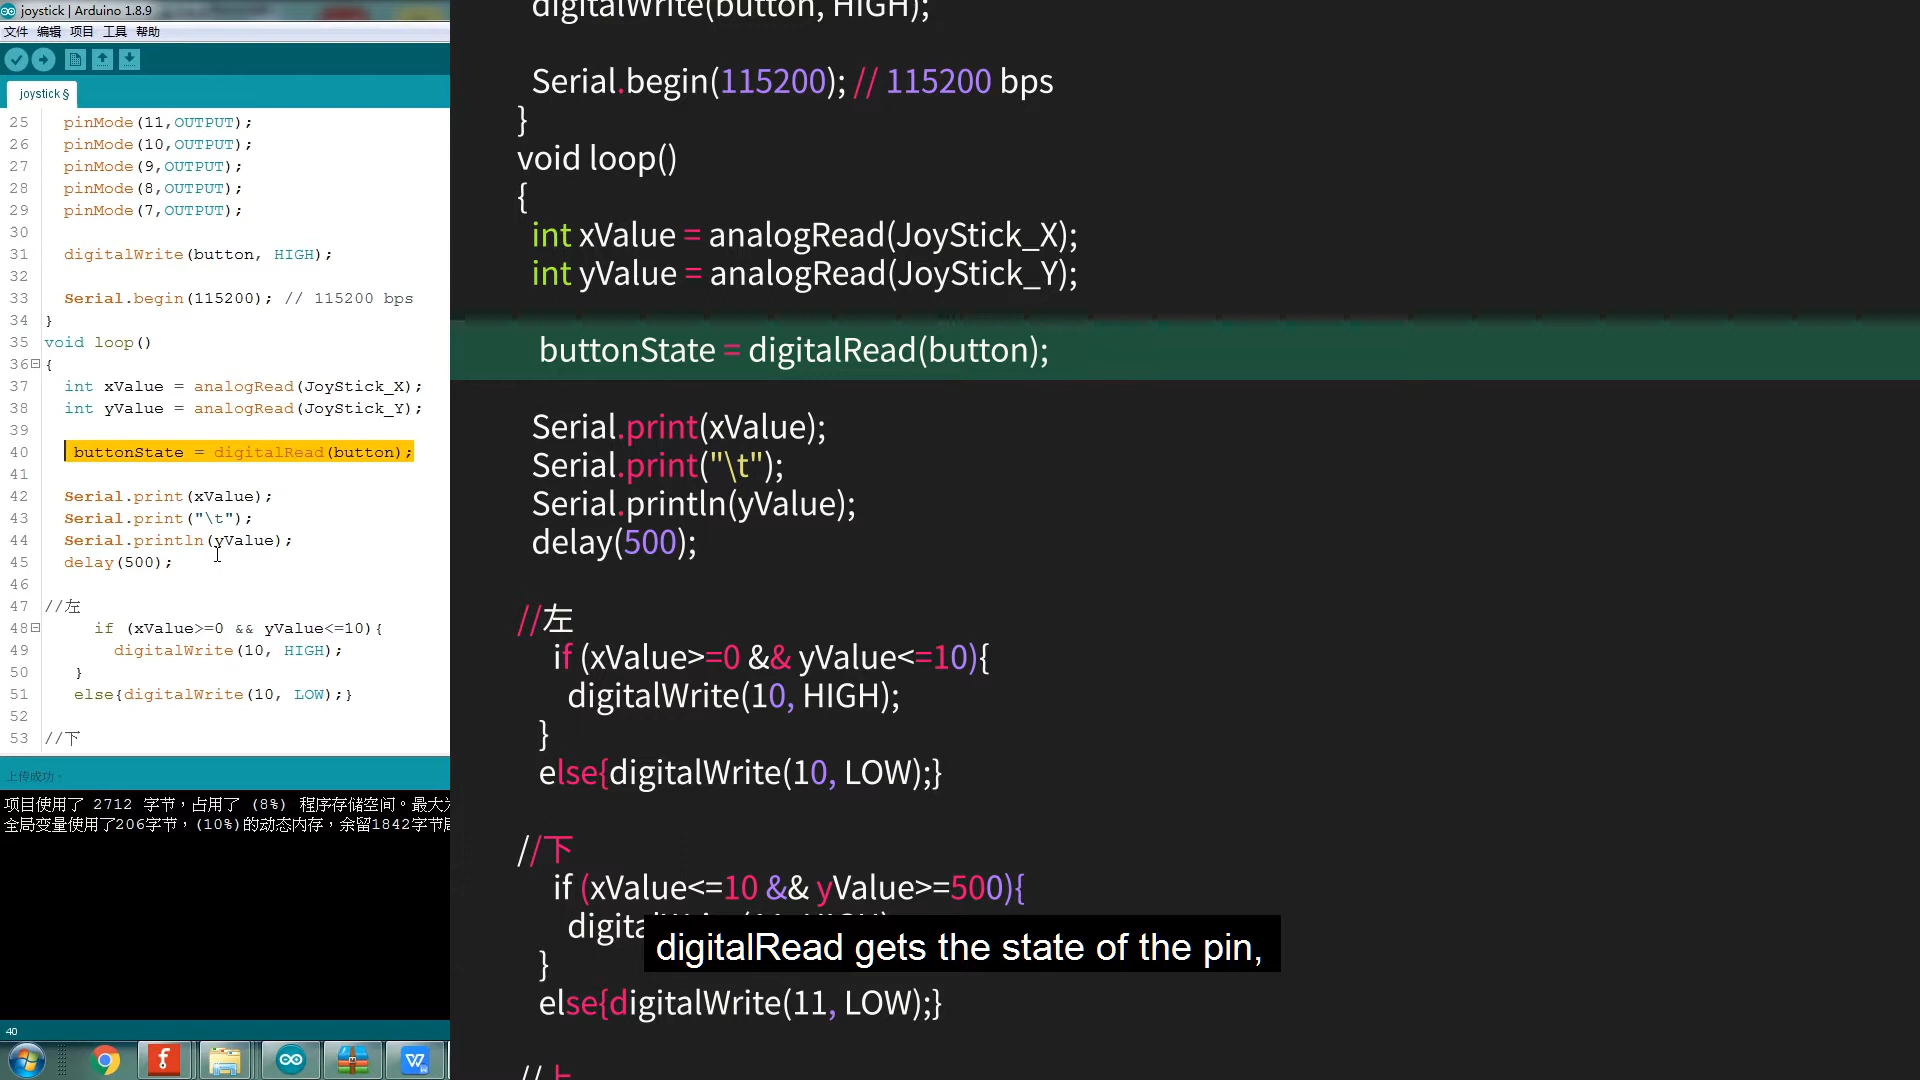 joystick | Arduino 1.8.9
文件 编辑 项目 工具 帮助
joystick §
25 pinMode(11,OUTPUT);
26 pinMode(10,OUTPUT);
27 pinMode(9,OUTPUT);
28 pinMode(8,OUTPUT);
29 pinMode(7,OUTPUT);
30
31 digitalWrite(button, HIGH);
32
33 Serial.begin(115200); // 115200 bps
34 }
35 void loop()
36 {
37 int xValue = analogRead(JoyStick_X);
38 int yValue = analogRead(JoyStick_Y);
39
40 buttonState = digitalRead(button);
41
42 Serial.print(xValue);
43 Serial.print("\t");
44 Serial.println(yValue);
45 delay(500);
46
47 //左
48 if (xValue>=0 && yValue<=10){
49 digitalWrite(10, HIGH);
50 }
51 else{digitalWrite(10, LOW);}
52
53 //下
上传成功。
项目使用了 2712 字节，占用了 (8%) 程序存储空间。最大为
全局变量使用了206字节，(10%)的动态内存，余留1842字节局
40
digitalWrite(button, HIGH);
Serial.begin(115200); // 115200 bps
}
void loop()
{
int xValue = analogRead(JoyStick_X);
int yValue = analogRead(JoyStick_Y);
buttonState = digitalRead(button);
Serial.print(xValue);
Serial.print("\t");
Serial.println(yValue);
delay(500);
//左
if (xValue>=0 && yValue<=10){
digitalWrite(10, HIGH);
}
else{digitalWrite(10, LOW);}
//下
if (xValue<=10 && yValue>=500){
digita
digitalRead gets the state of the pin,
}
else{digitalWrite(11, LOW);}
//上